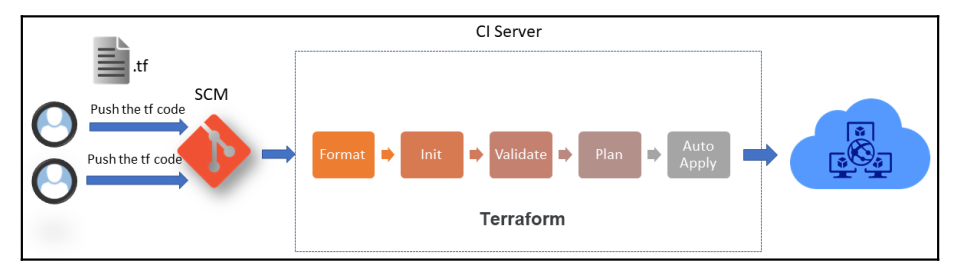 CI Server
.tf
SCM
Push the tf code
Push the tf code
Format
Init
Validate
Plan
Auto
Apply
Terraform